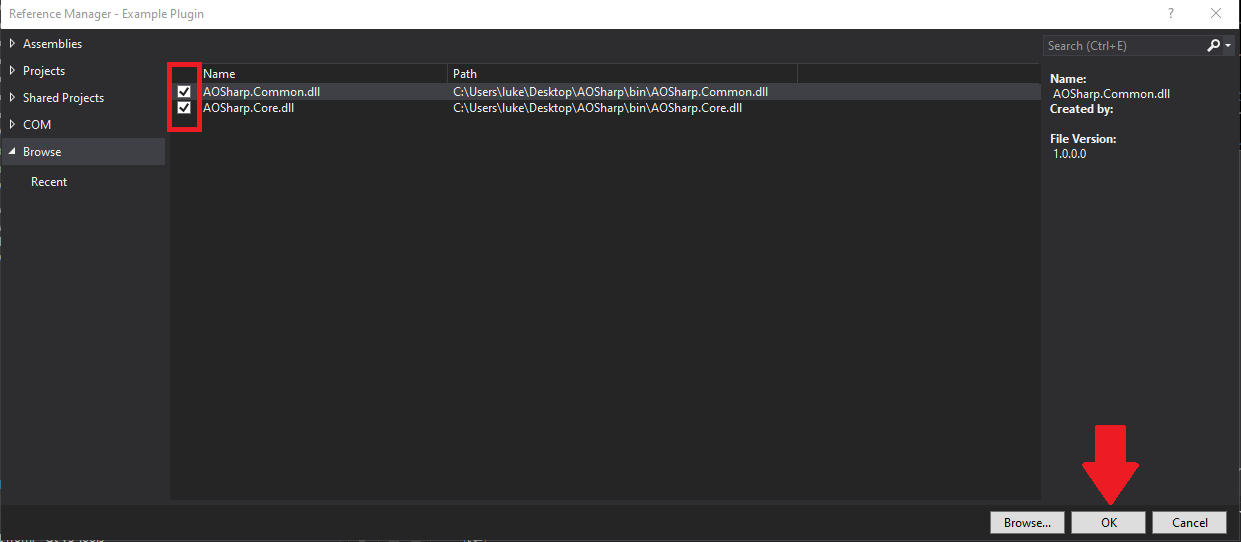 Reference Manager - Example Plugin
?
Assemblies
Projects
Shared Projects
COM
Browse
Recent
Name Path
AOSharp.Common.dll C:\Users\luke\Desktop\AOSharp\bin\AOSharp.Common.dll
AOSharp.Core.dll C:\Users\luke\Desktop\AOSharp\bin\AOSharp.Core.dll
Search (Ctrl+E)
Name:
AOSharp.Common.dll
Created by:
File Version:
1.0.0.0
Browse... OK Cancel